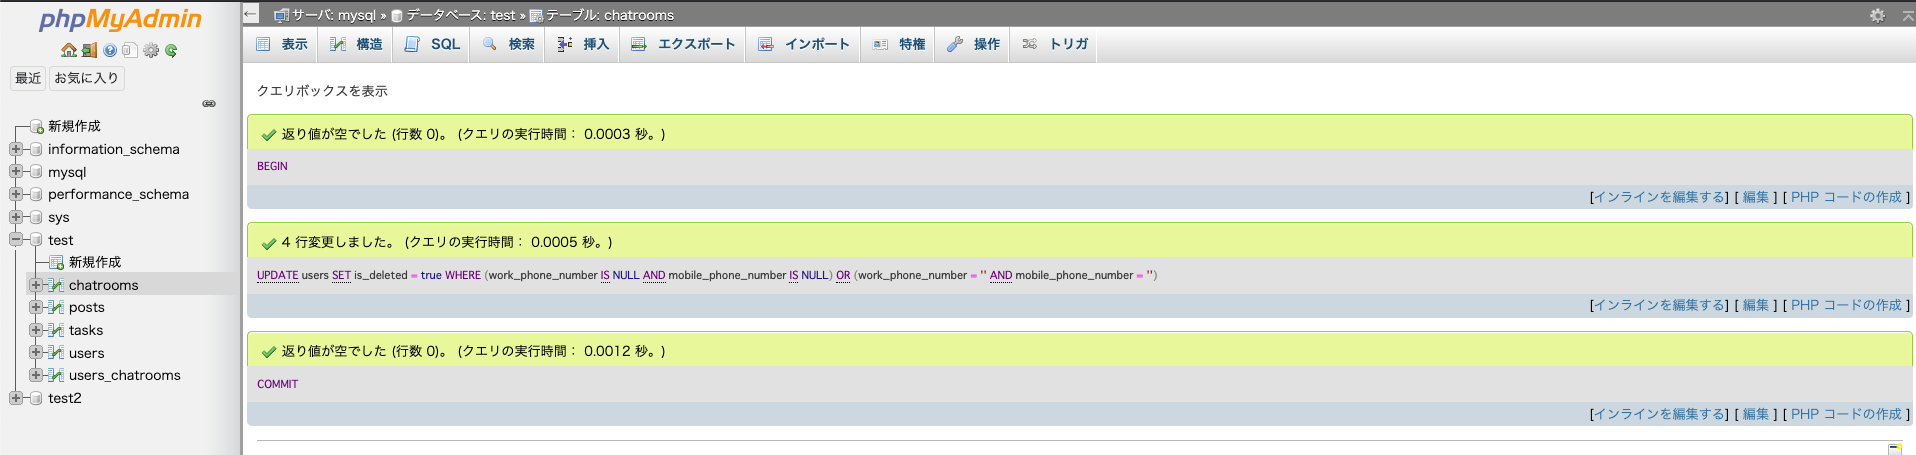 phpMyAdmin
最近 お気に入り
新規作成
information_schema
mysql
performance_schema
sys
test
新規作成
chatrooms
posts
tasks
users
users_chatrooms
test2
サーバ: mysql » データベース: test » テーブル: chatrooms
表示 構造 SQL 検索 挿入 エクスポート インポート 特権 操作 トリガ
クエリボックスを表示
返り値が空でした (行数 0)。 (クエリの実行時間： 0.0003 秒。)
BEGIN
[インラインを編集する] [ 編集 ] [ PHP コードの作成 ]
4 行変更しました。 (クエリの実行時間： 0.0005 秒。)
UPDATE users SET is_deleted = true WHERE (work_phone_number IS NULL AND mobile_phone_number IS NULL) OR (work_phone_number = '' AND mobile_phone_number = '')
[インラインを編集する] [ 編集 ] [ PHP コードの作成 ]
返り値が空でした (行数 0)。 (クエリの実行時間： 0.0012 秒。)
COMMIT
[インラインを編集する] [ 編集 ] [ PHP コードの作成 ]